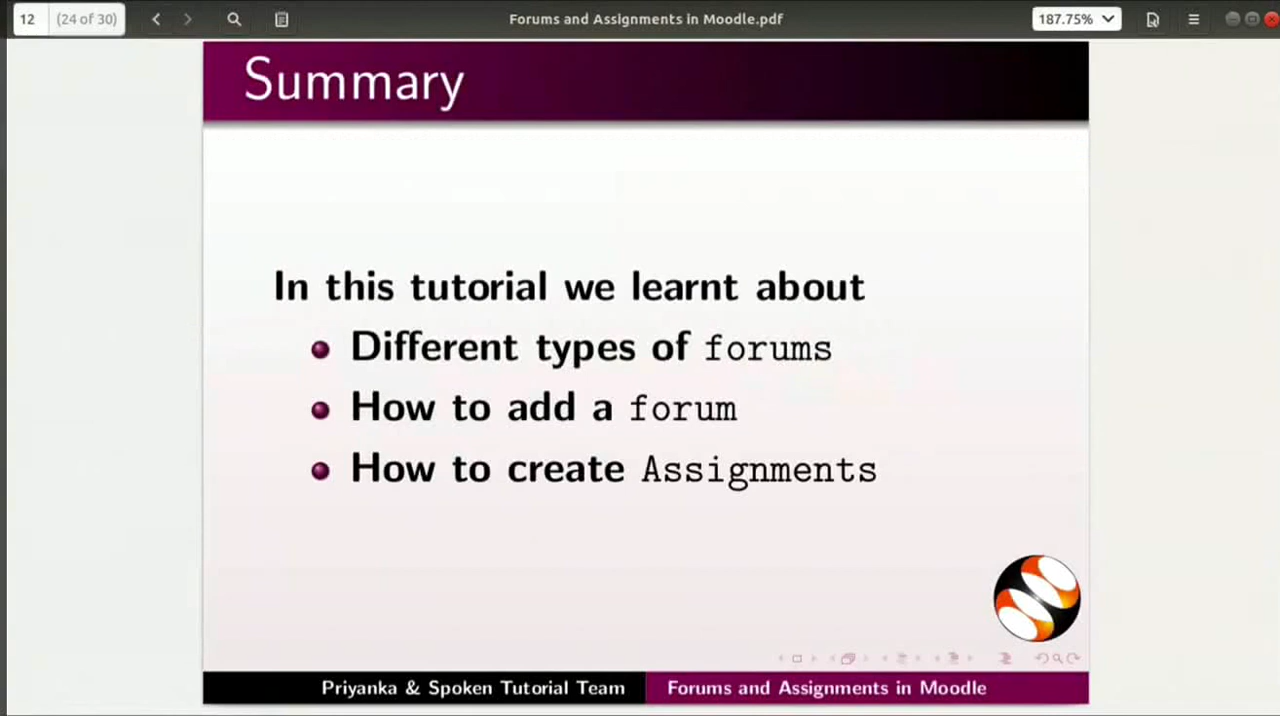 12 (24 of 30)
Forums and Assignments in Moodle.pdf
187.75%
Summary
In this tutorial we learnt about
Different types of forums
How to add a forum
How to create Assignments
Priyanka & Spoken Tutorial Team
Forums and Assignments in Moodle